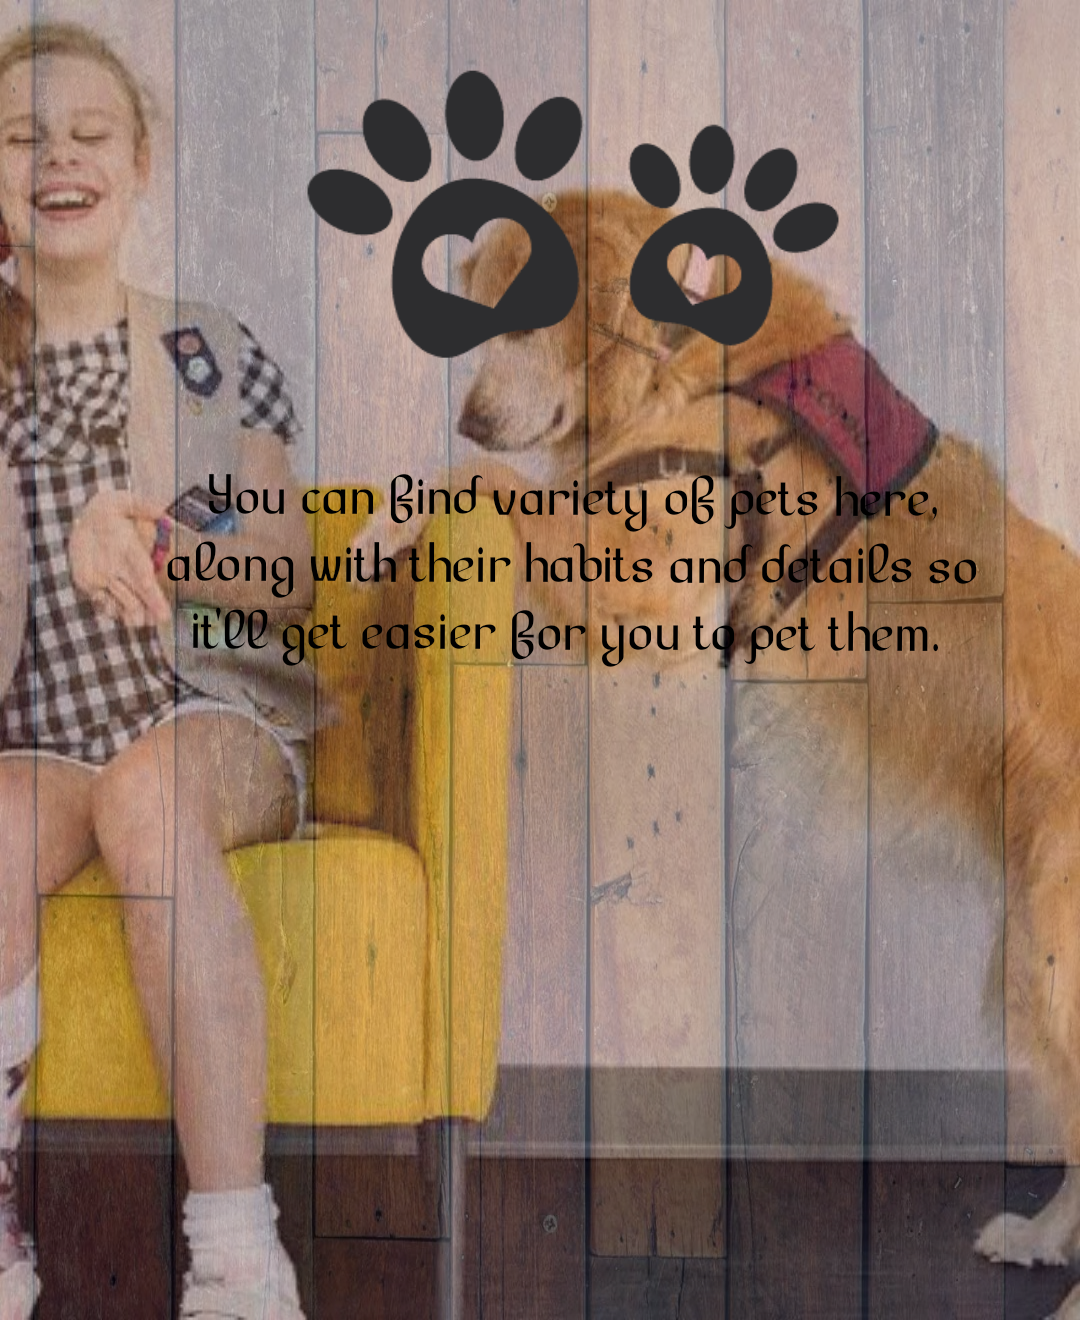 You can find variety of pets here,
along with their habits and details so
it'll get easier for you to pet them.